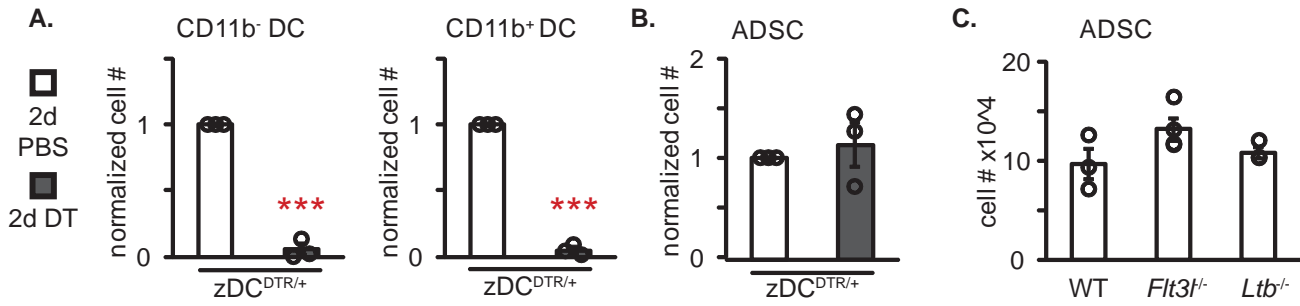 A.
CD11b⁻ DC
CD11b⁺ DC
B.
ADSC
C.
ADSC
2d
PBS
2d DT
normalized cell #
1
0
***
zDC^DTR/+
normalized cell #
1
0
***
zDC^DTR/+
normalized cell #
2
1
0
zDC^DTR/+
cell # x10^4
20
10
0
WT
Flt3l⁻/⁻
Ltb⁻/⁻